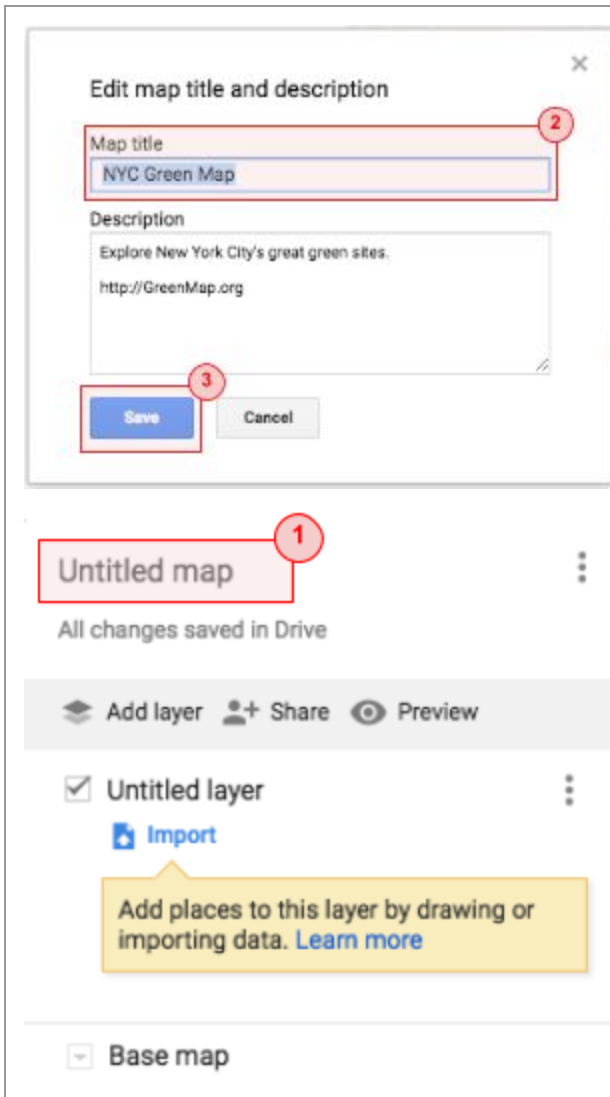 Edit map title and description
2
Map title
NYC Green Map
Description
Explore New York City's great green sites.
http://GreenMap.org
3
Save Cancel
1
Untitled map
All changes saved in Drive
Add layer Share Preview
Untitled layer
Import
Add places to this layer by drawing or
importing data. Learn more
Base map